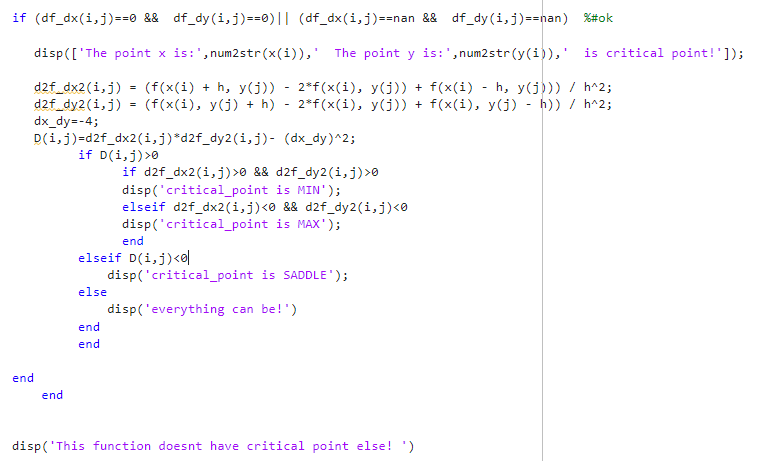 if (df_dx(i,j)==0 &&  df_dy(i,j)==0)|| (df_dx(i,j)==nan &&  df_dy(i,j)==nan)  %#ok
disp(['The point x is:',num2str(x(i)),'  The point y is:',num2str(y(i)),'  is critical point!']);
d2f_dx2(i,j) = (f(x(i) + h, y(j)) - 2*f(x(i), y(j)) + f(x(i) - h, y(j))) / h^2;
d2f_dy2(i,j) = (f(x(i), y(j) + h) - 2*f(x(i), y(j)) + f(x(i), y(j) - h)) / h^2;
dx_dy=-4;
D(i,j)=d2f_dx2(i,j)*d2f_dy2(i,j)- (dx_dy)^2;
if D(i,j)>0
if d2f_dx2(i,j)>0 && d2f_dy2(i,j)>0
disp('critical_point is MIN');
elseif d2f_dx2(i,j)<0 && d2f_dy2(i,j)<0
disp('critical_point is MAX');
end
elseif D(i,j)<0
disp('critical_point is SADDLE');
else
disp('everything can be!')
end
end
end
end
disp('This function doesnt have critical point else! ')